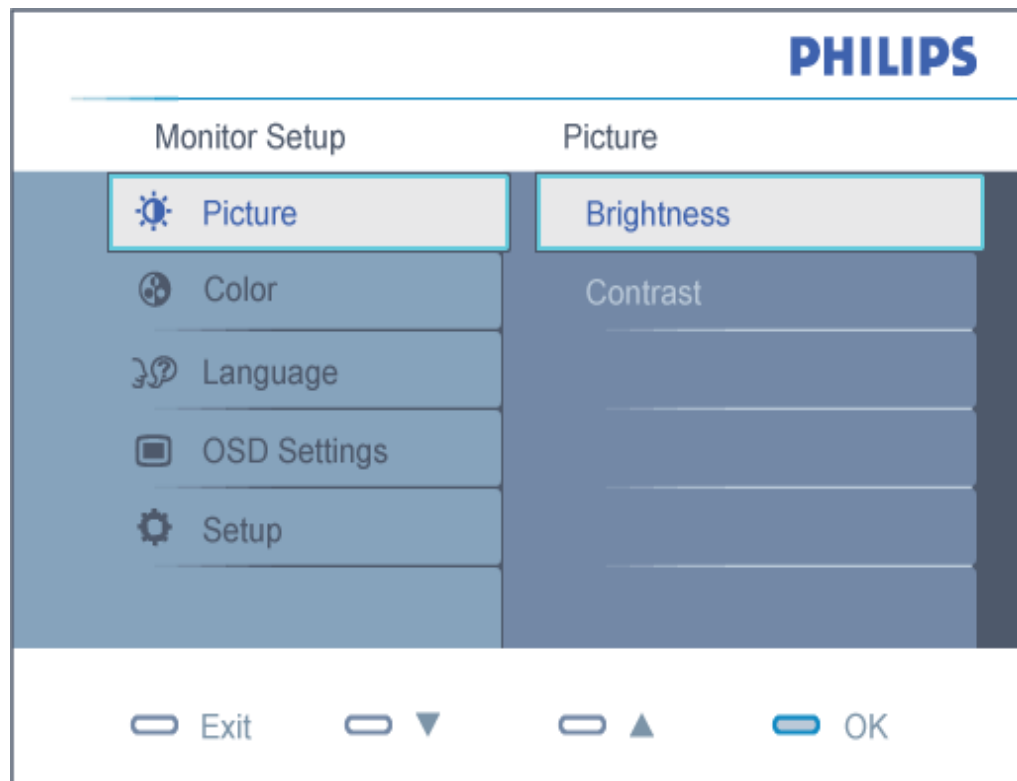 PHILIPS
Monitor Setup
Picture
Picture
Brightness
Color
Contrast
Language
OSD Settings
Setup
Exit ▼ ▲ OK